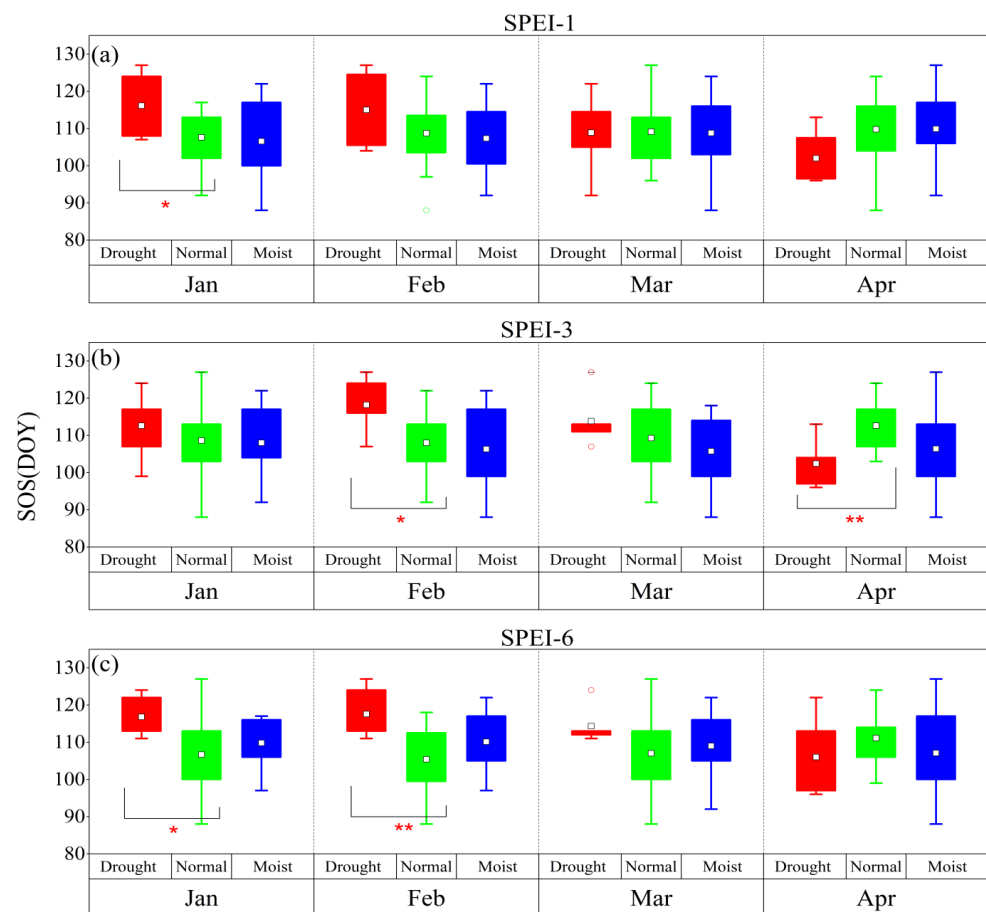 SPEI-1
(a)
130
120
110
100
90
80
*
Drought Normal Moist Drought Normal Moist Drought Normal Moist Drought Normal Moist
Jan Feb Mar Apr
SPEI-3
(b)
130
120
110
100
90
80
SOS(DOY)
* **
Drought Normal Moist Drought Normal Moist Drought Normal Moist Drought Normal Moist
Jan Feb Mar Apr
SPEI-6
(c)
130
120
110
100
90
80
* **
Drought Normal Moist Drought Normal Moist Drought Normal Moist Drought Normal Moist
Jan Feb Mar Apr